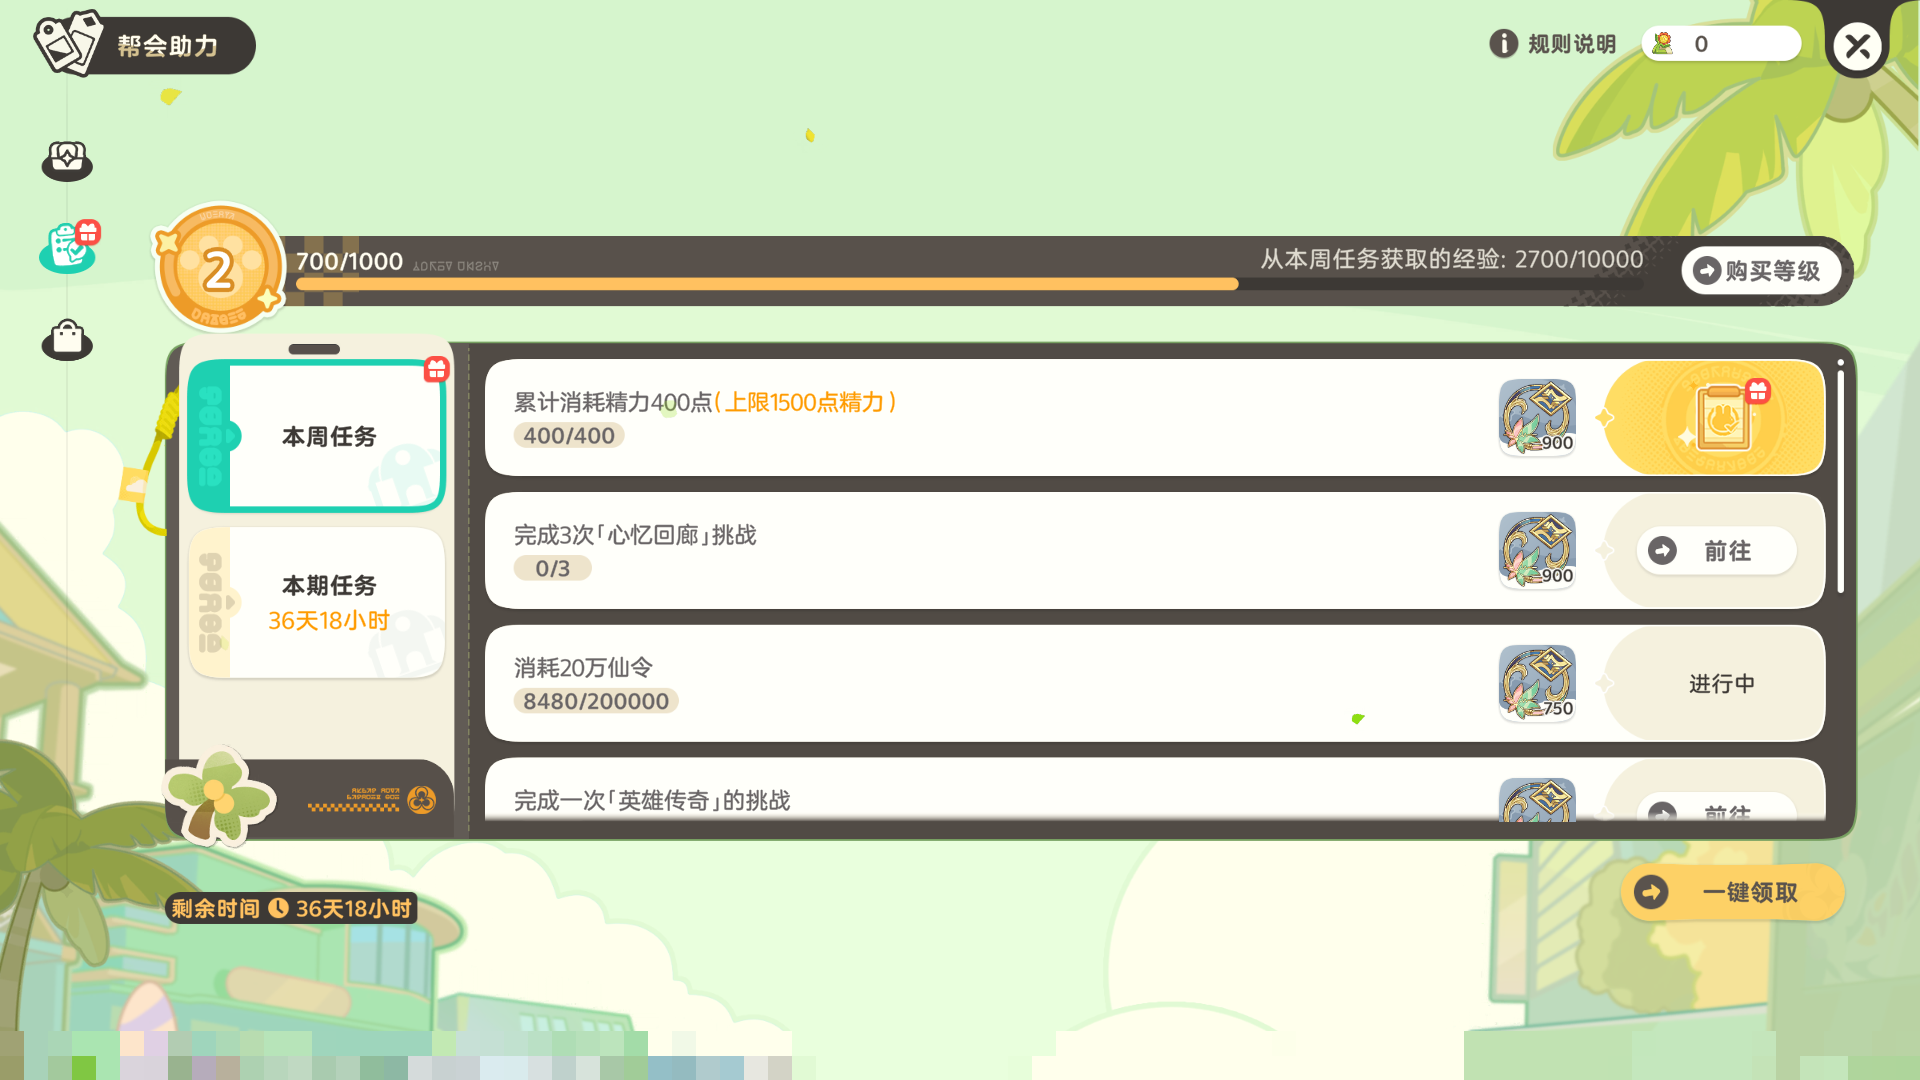 帮会助力
规则说明
0
2
700/1000
从本周任务获取的经验: 2700/10000
购买等级
本周任务
本期任务
36天18小时
累计消耗精力400点(上限1500点精力)
400/400
900
完成3次「心忆回廊」挑战
0/3
900
前往
消耗20万仙令
8480/200000
750
进行中
完成一次「英雄传奇」的挑战
前往
剩余时间 36天18小时
一键领取